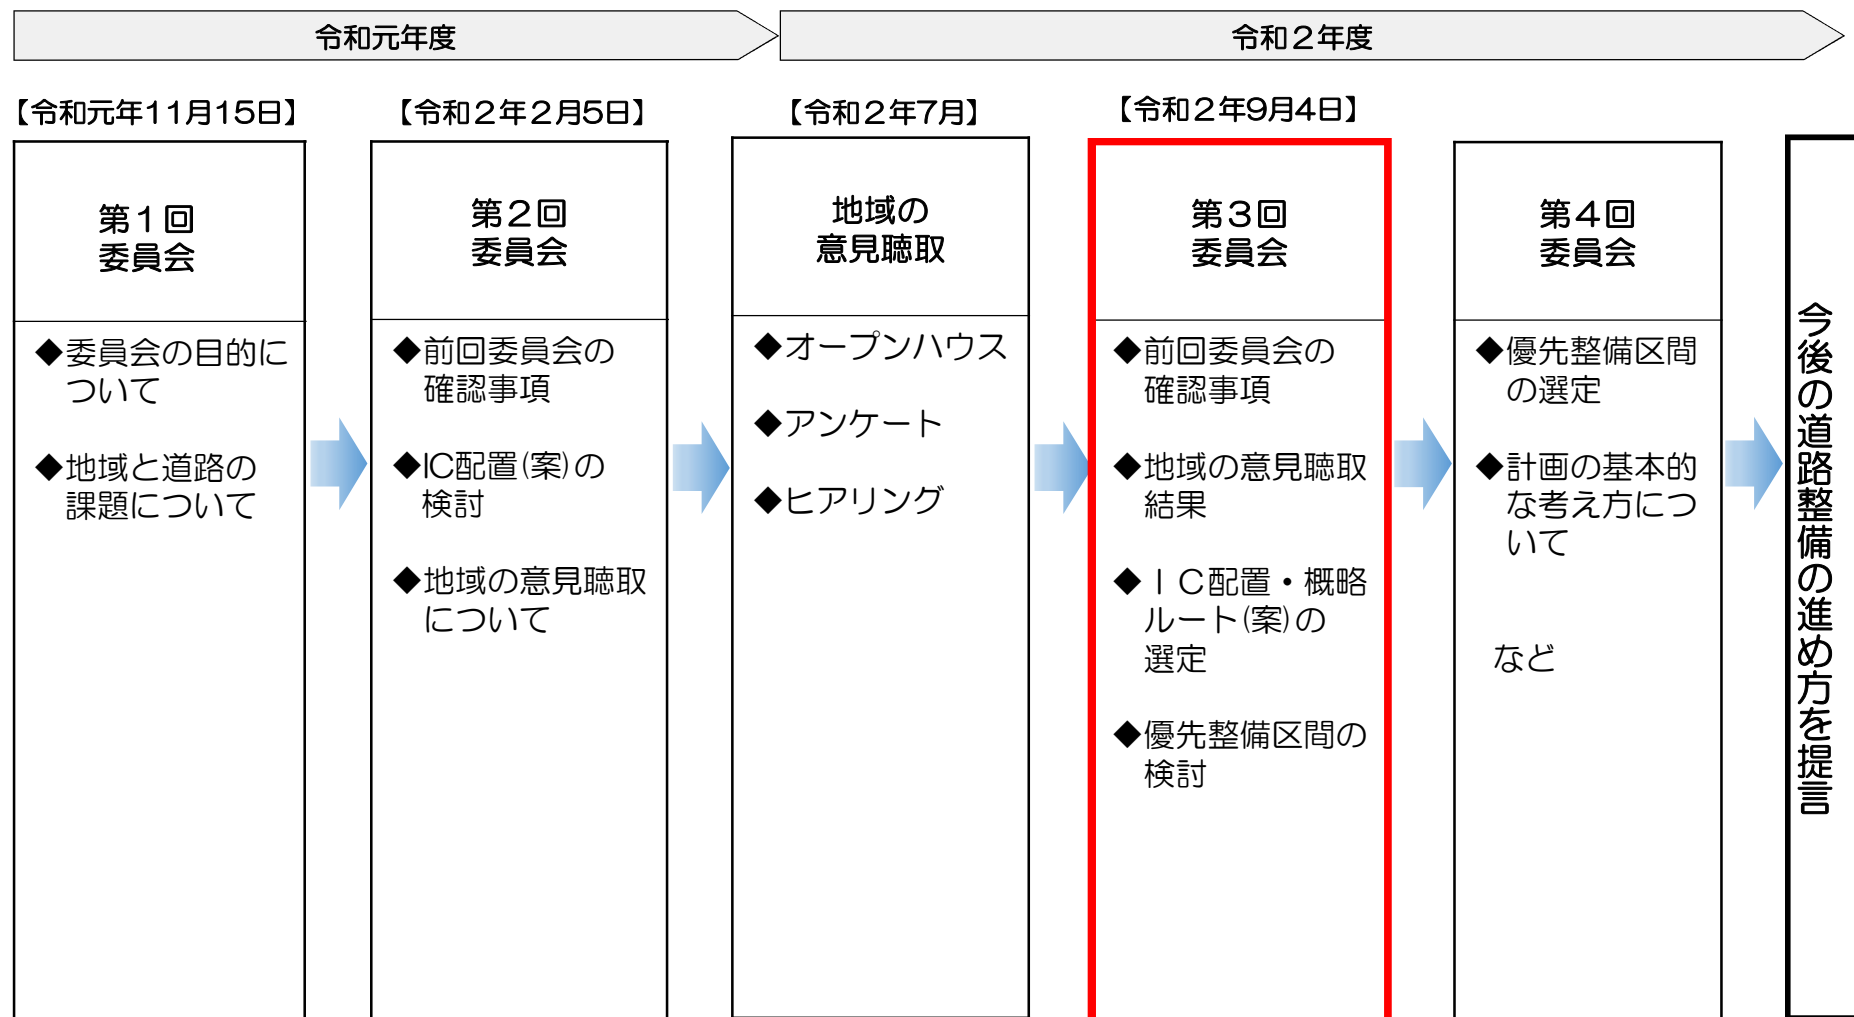 令和元年度
令和２年度
【令和元年11月15日】
第１回
委員会
◆委員会の目的に
ついて
◆地域と道路の
課題について
【令和２年２月5日】
第２回
委員会
◆前回委員会の
確認事項
◆IC配置(案)の
検討
◆地域の意見聴取
について
【令和２年7月】
地域の
意見聴取
◆オープンハウス
◆アンケート
◆ヒアリング
【令和２年9月4日】
第３回
委員会
◆前回委員会の
確認事項
◆地域の意見聴取
結果
◆ＩＣ配置・概略
ルート(案)の
選定
◆優先整備区間の
検討
第４回
委員会
◆優先整備区間
の選定
◆計画の基本的
な考え方につ
いて
など
今後の道路整備の進め方を提言